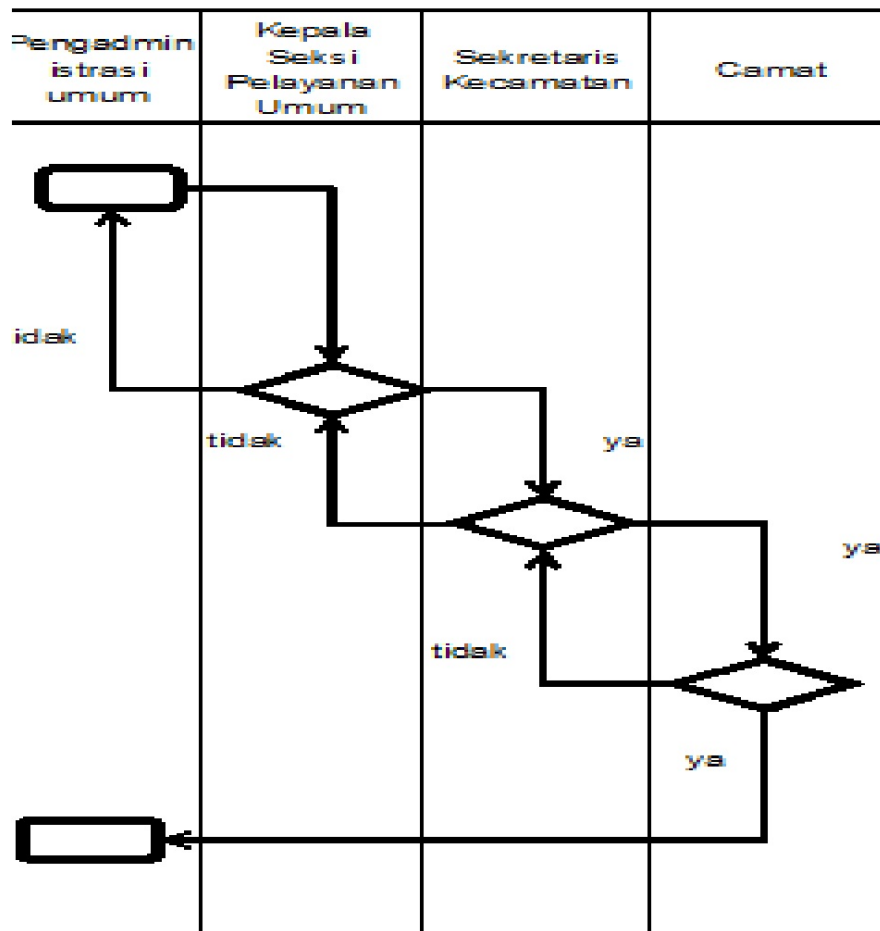 Pengadmin
istrasi
umum
Kepala
Seksi
Pelayanan
Umum
Sekretaris
Kecamatan
Camat
idak
tidak
ya
ya
tidak
ya